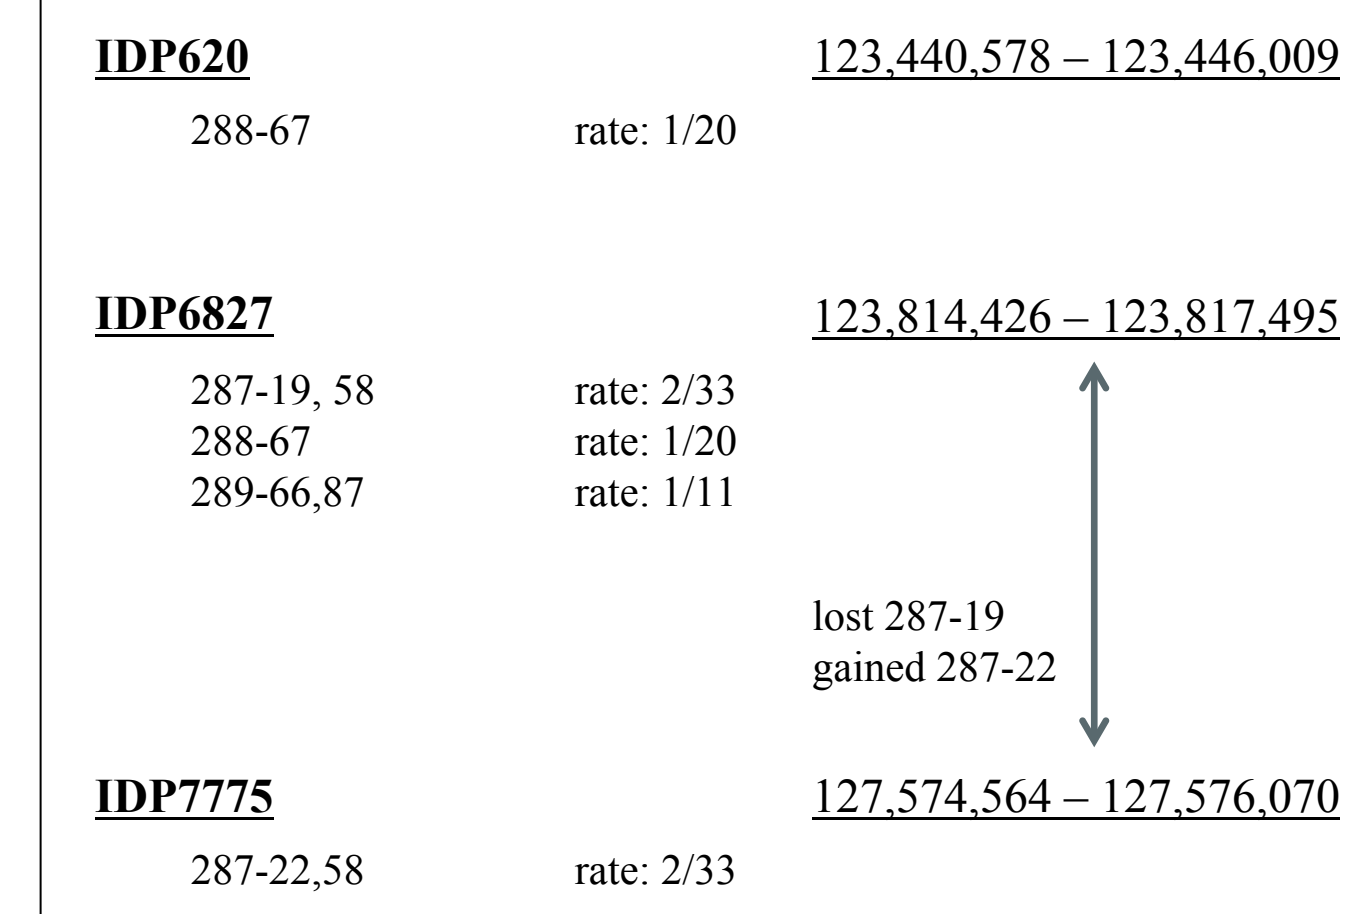 IDP620 123,440,578 – 123,446,009
288-67 rate: 1/20
IDP6827 123,814,426 – 123,817,495
287-19, 58 rate: 2/33
288-67 rate: 1/20
289-66,87 rate: 1/11
lost 287-19
gained 287-22
IDP7775 127,574,564 – 127,576,070
287-22,58 rate: 2/33